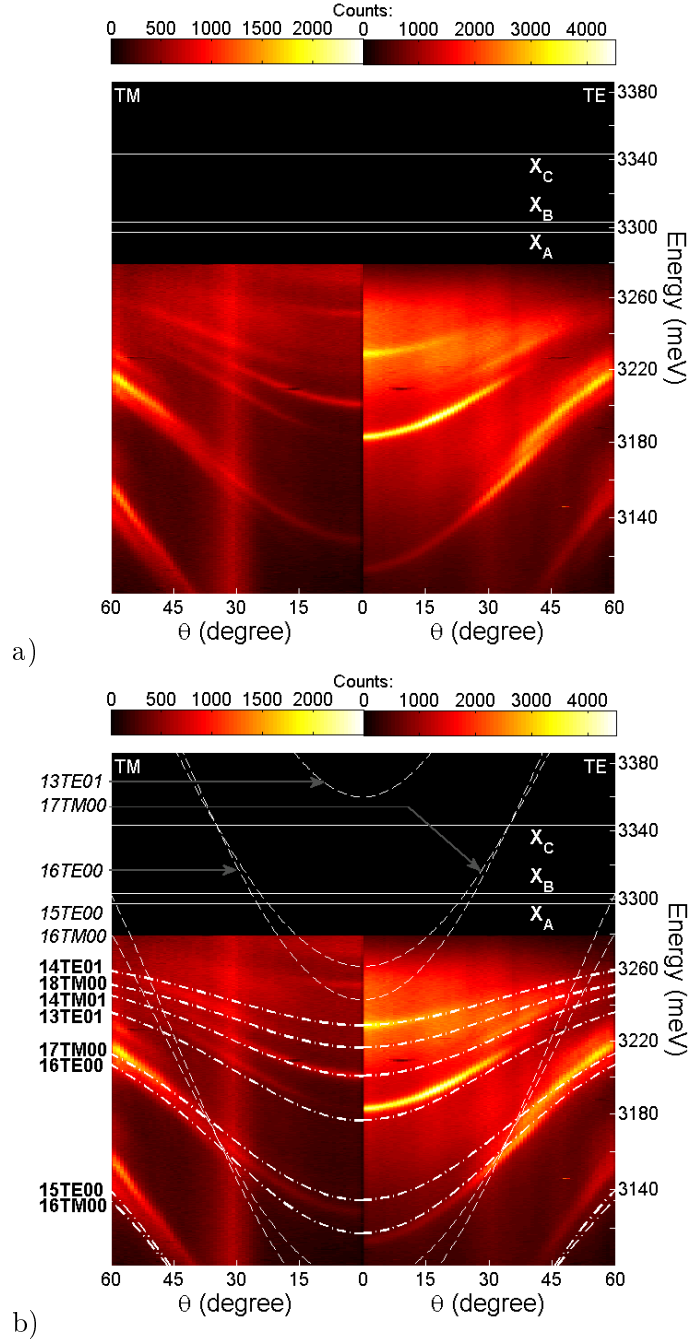 Counts:
0 500 1000 1500 2000 0 1000 2000 3000 4000
TM TE
3380
3340
X_C
X_B
3300
X_A
3260
3220
3180
3140
Energy (meV)
60 45 30 15 0 15 30 45 60
θ (degree) θ (degree)
a)
Counts:
0 500 1000 1500 2000 0 1000 2000 3000 4000
TM TE
3380
13TE01
17TM00
3340
X_C
16TE00
X_B
3300
15TE00
X_A
16TM00
14TE01
3260
18TM00
14TM01
13TE01
3220
17TM00
16TE00
3180
15TE00
3140
16TM00
Energy (meV)
60 45 30 15 0 15 30 45 60
θ (degree) θ (degree)
b)